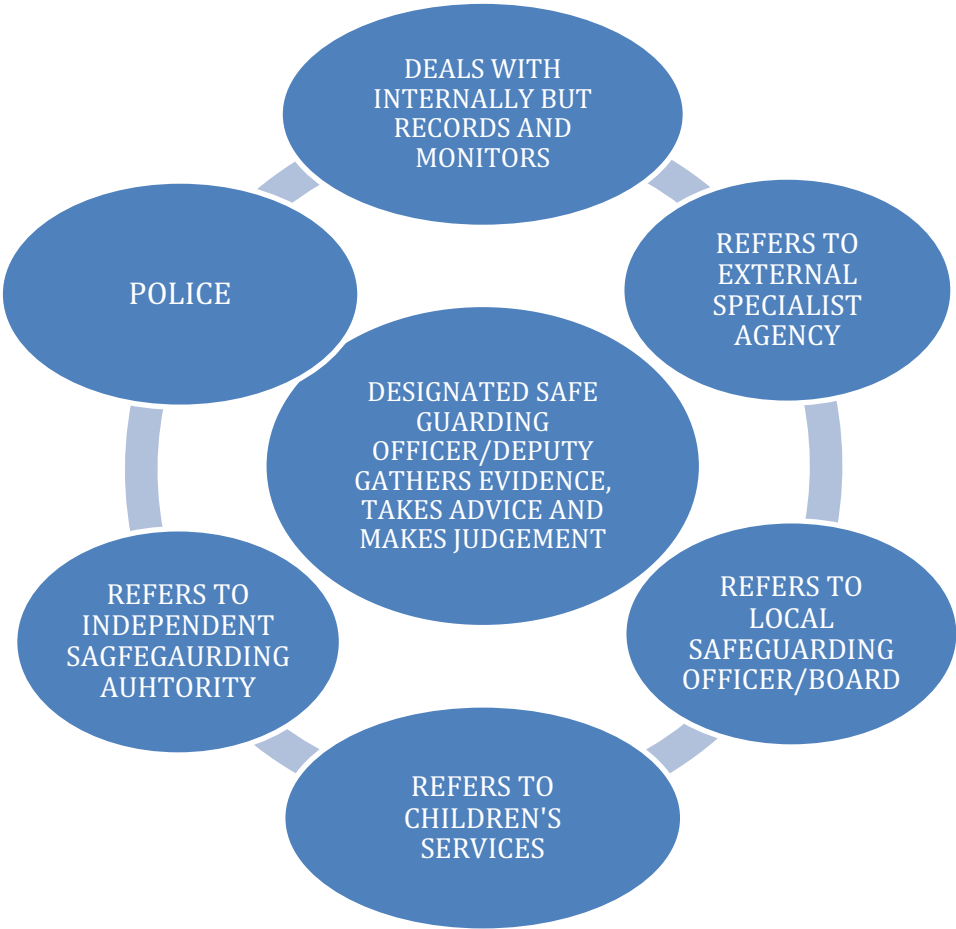 DEALS WITH
INTERNALLY BUT
RECORDS AND
MONITORS
REFERS TO
EXTERNAL
SPECIALIST
AGENCY
REFERS TO
LOCAL
SAFEGUARDING
OFFICER/BOARD
REFERS TO
CHILDREN'S
SERVICES
REFERS TO
INDEPENDENT
SAGFEGAURDING
AUHTORITY
POLICE
DESIGNATED SAFE
GUARDING
OFFICER/DEPUTY
GATHERS EVIDENCE,
TAKES ADVICE AND
MAKES JUDGEMENT